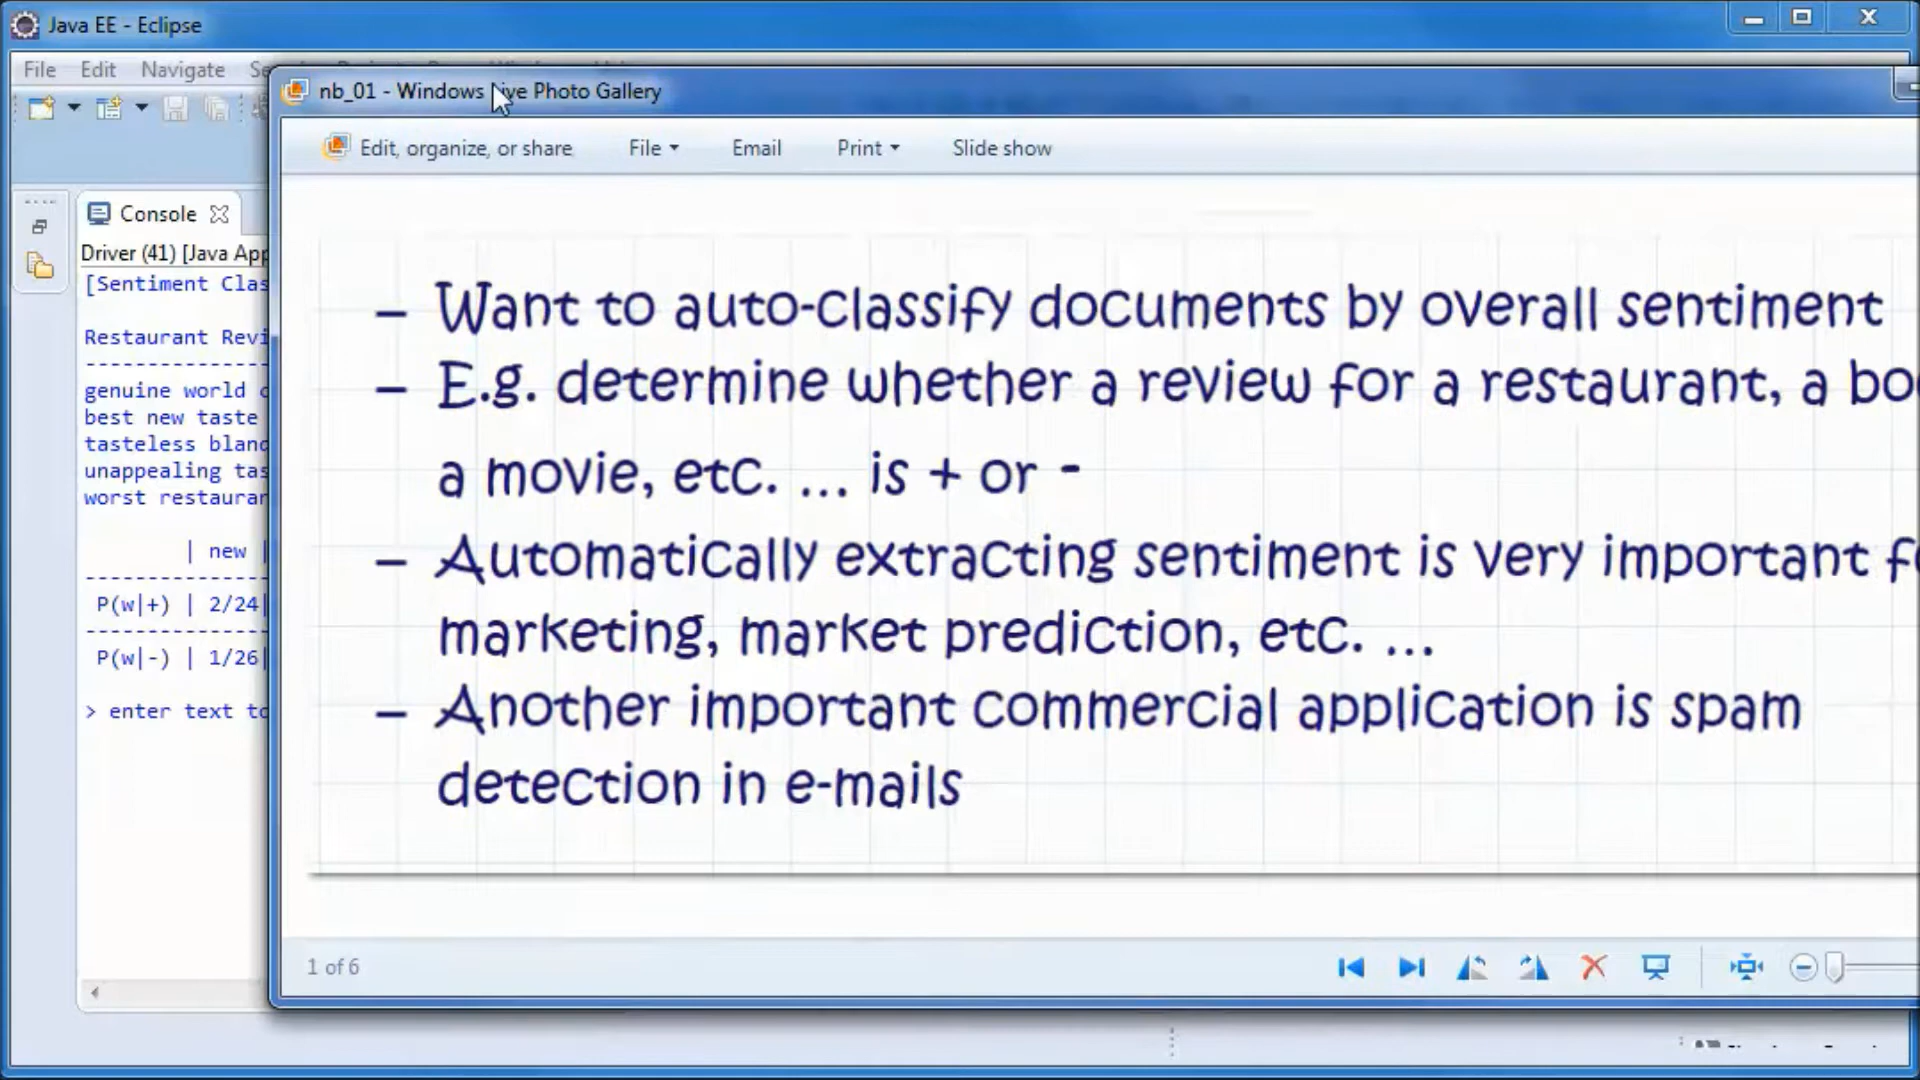 Java EE - Eclipse
File Edit Navigate
nb_01 - Windows Live Photo Gallery
Edit, organize, or share File Email Print Slide show
Console
Driver (41) [Java App
[Sentiment Clas
Restaurant Revi
genuine world c
best new taste
tasteless bland
unappealing tas
worst restauran
| new |
P(w|+) | 2/24|
P(w|-) | 1/26|
> enter text to
– Want to auto-classify documents by overall sentiment
– E.g. determine whether a review for a restaurant, a bo
a movie, etc. ... is + or -
– Automatically extracting sentiment is very important fo
marketing, market prediction, etc. ...
– Another important commercial application is spam
detection in e-mails
1 of 6